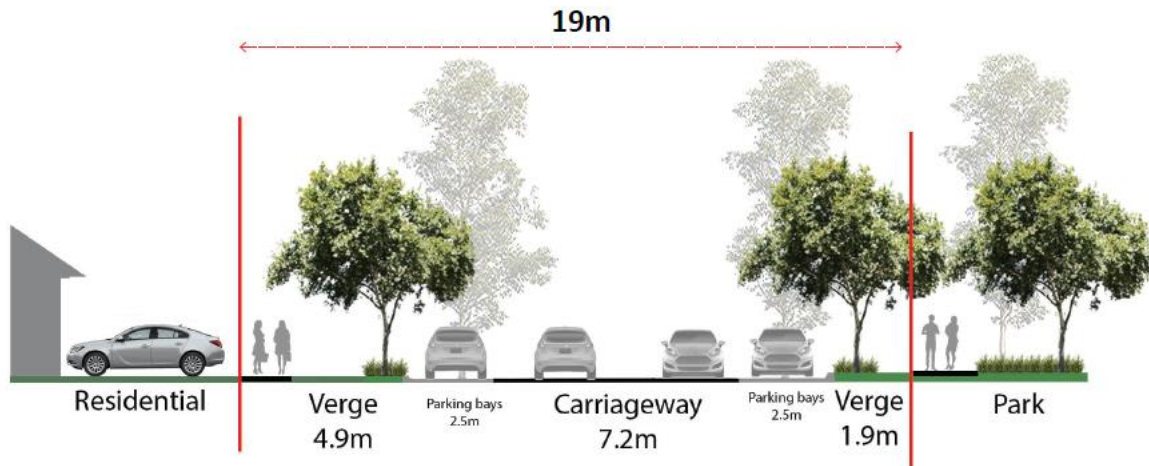 19m
Residential
Verge
4.9m
Parking bays
2.5m
Carriageway
7.2m
Parking bays
2.5m
Verge
1.9m
Park